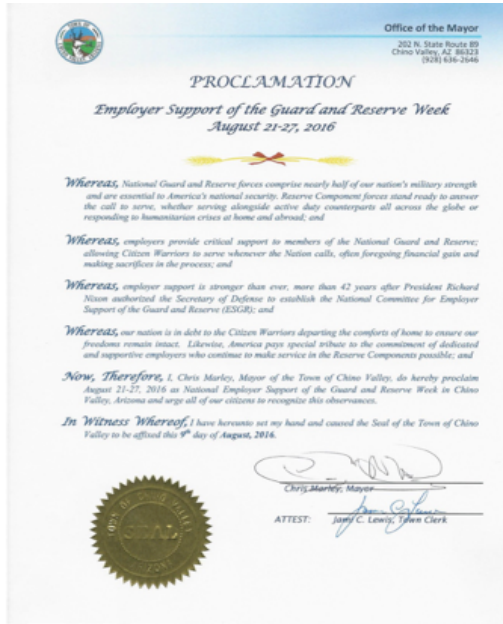 Office of the Mayor
202 N. State Route 89
Chino Valley, AZ 86323
(928) 636-2646
PROCLAMATION
Employer Support of the Guard and Reserve Week
August 21-27, 2016
Whereas, National Guard and Reserve forces comprise nearly half of our nation's military strength
and are essential to America's national security. Reserve Component forces stand ready to answer
the call to serve, whether serving alongside active duty counterparts all across the globe or
responding to humanitarian crises at home and abroad; and
Whereas, employers provide critical support to members of the National Guard and Reserve;
allowing Citizen Warriors to serve whenever the Nation calls, often foregoing financial gain and
making sacrifices in the process; and
Whereas, employer support is stronger than ever, more than 42 years after President Richard
Nixon authorized the Secretary of Defense to establish the National Committee for Employer
Support of the Guard and Reserve (ESGR); and
Whereas, our nation is in debt to the Citizen Warriors departing the comforts of home to ensure our
freedoms remain intact. Likewise, America pays special tribute to the commitment of dedicated
and supportive employers who continue to make service in the Reserve Components possible; and
Now, Therefore, I, Chris Marley, Mayor of the Town of Chino Valley, do hereby proclaim
August 21-27, 2016 as National Employer Support of the Guard and Reserve Week in Chino
Valley, Arizona and urge all of our citizens to recognize this observances.
In Witness Whereof, I have hereunto set my hand and caused the Seal of the Town of Chino
Valley to be affixed this 9th day of August, 2016.
Chris Marley, Mayor
ATTEST: Jami C. Lewis, Town Clerk
TOWN OF CHINO VALLEY
SEAL
ARIZONA